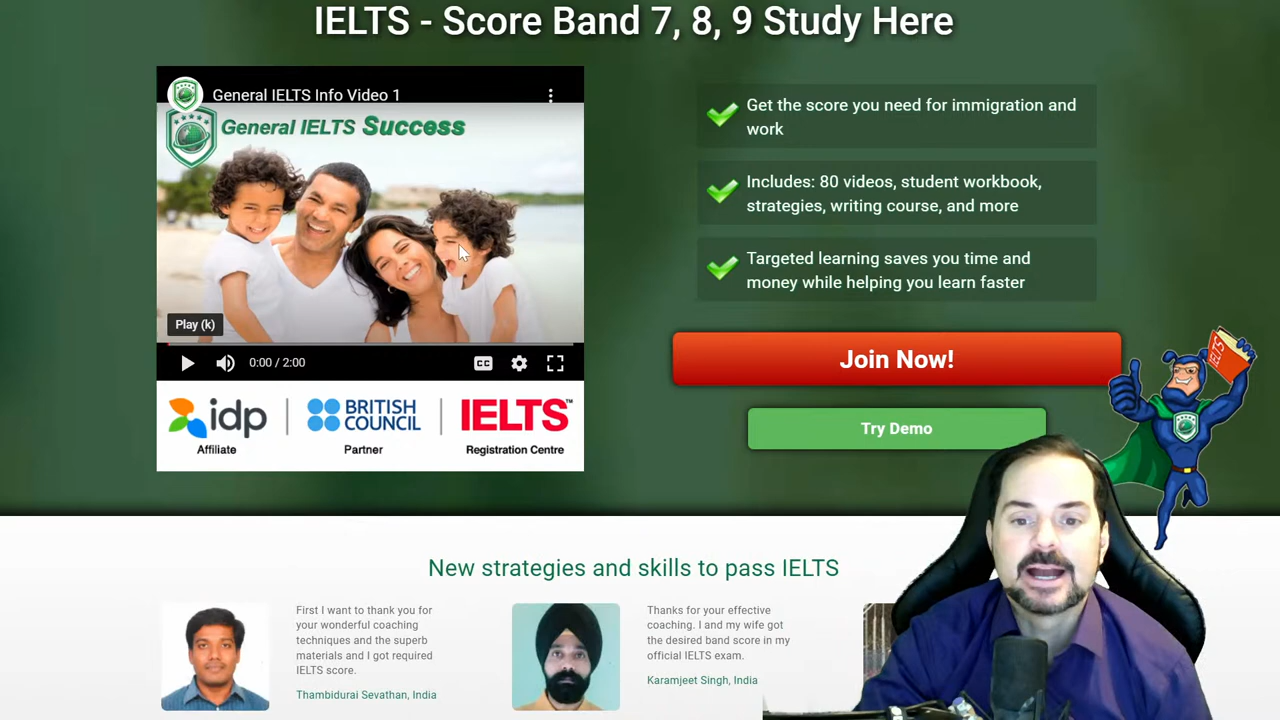 IELTS - Score Band 7, 8, 9 Study Here
General IELTS Info Video 1
General IELTS Success
Play (k)
0:00 / 2:00
CC
idp
Affiliate
BRITISH
COUNCIL
Partner
IELTS™
Registration Centre
Get the score you need for immigration and
work
Includes: 80 videos, student workbook,
strategies, writing course, and more
Targeted learning saves you time and
money while helping you learn faster
Join Now!
Try Demo
IELTS
New strategies and skills to pass IELTS
First I want to thank you for
your wonderful coaching
techniques and the superb
materials and I got required
IELTS score.
Thambidurai Sevathan, India
Thanks for your effective
coaching. I and my wife got
the desired band score in my
official IELTS exam.
Karamjeet Singh, India